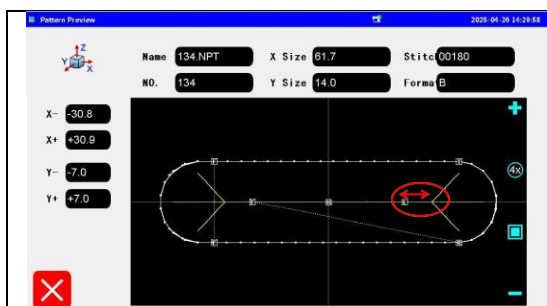 Pattern Preview 2025-04-26 14:29:58
Z
Y X
Name 134.NPT X Size 61.7 Stitc 00180
NO. 134 Y Size 14.0 Forma B
X- -30.8
X+ +30.9
Y- -7.0
Y+ +7.0
4x